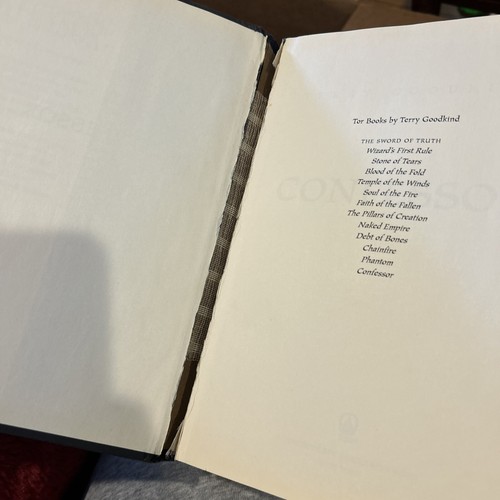 Tor Books by Terry Goodkind
THE SWORD OF TRUTH
Wizard's First Rule
Stone of Tears
Blood of the Fold
Temple of the Winds
Soul of the Fire
Faith of the Fallen
The Pillars of Creation
Naked Empire
Debt of Bones
Chainfire
Phantom
Confessor